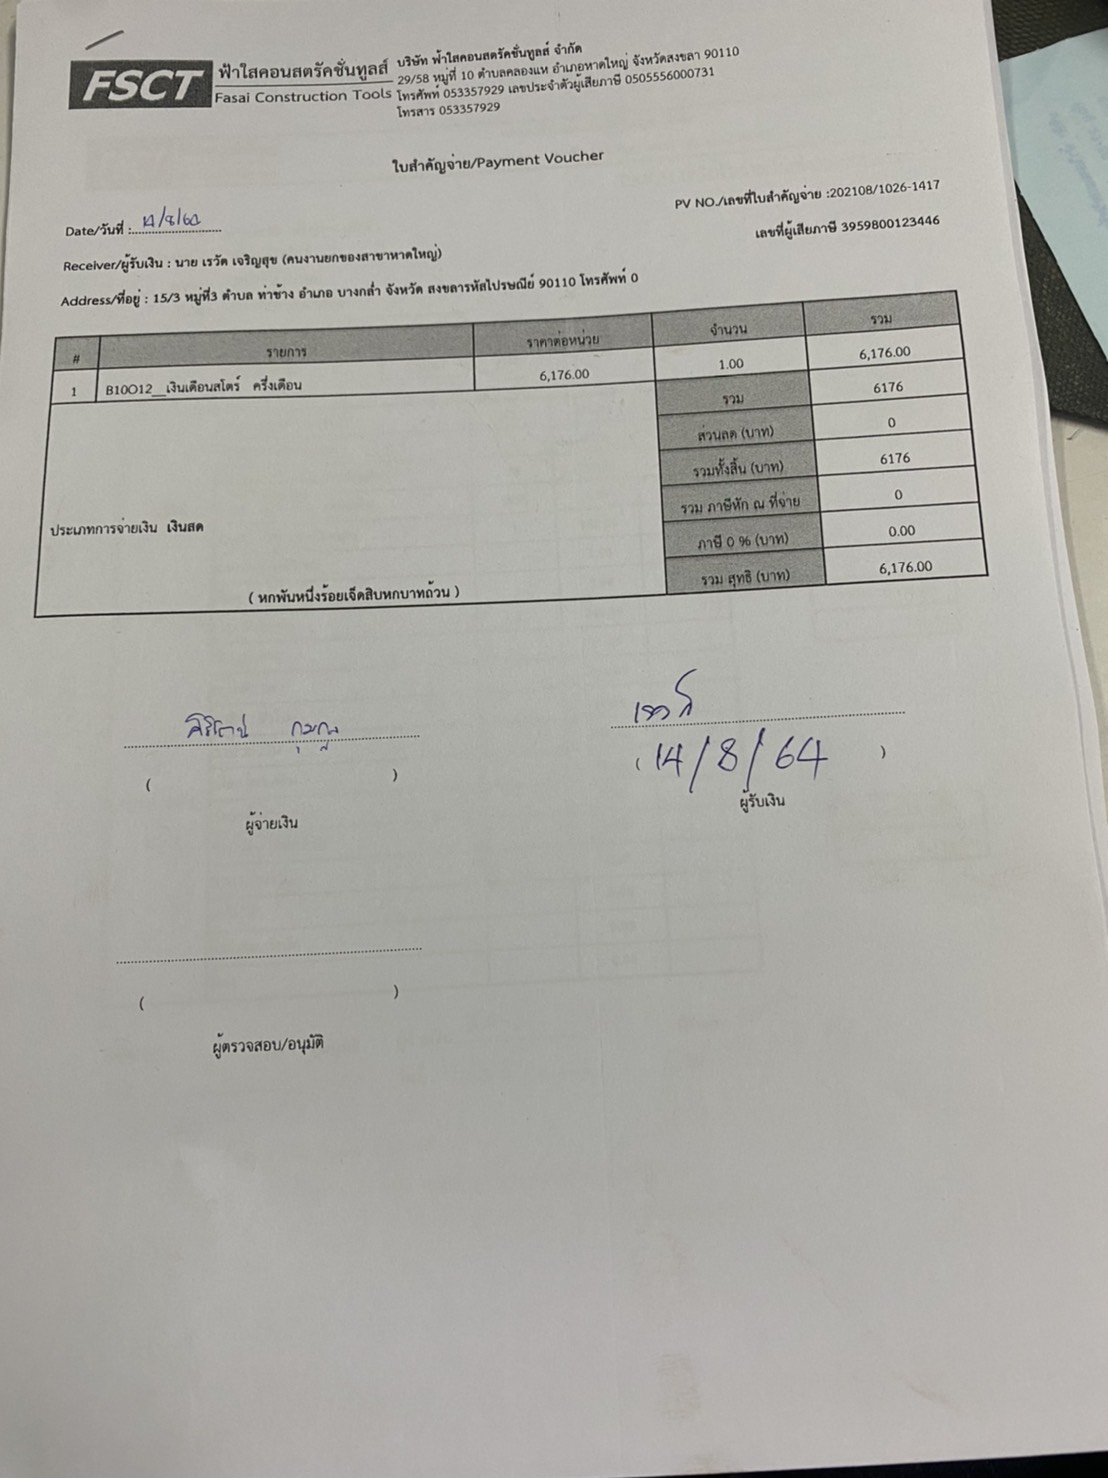 FSCT
ฟ้าใสคอนสตรัคชั่นทูลส์
Fasai Construction Tools
บริษัท ฟ้าใสคอนสตรัคชั่นทูลส์ จำกัด
29/58 หมู่ที่ 10 ตำบลคลองแห อำเภอหาดใหญ่ จังหวัดสงขลา 90110
โทรศัพท์ 053357929 เลขประจำตัวผู้เสียภาษี 0505556000731
โทรสาร 053357929
ใบสำคัญจ่าย/Payment Voucher
PV NO./เลขที่ใบสำคัญจ่าย :202108/1026-1417
Date/วันที่ : 14/8/64
เลขที่ผู้เสียภาษี 3959800123446
Receiver/ผู้รับเงิน : นาย เรวัต เจริญสุข (คนงานยกของสาขาหาดใหญ่)
Address/ที่อยู่ : 15/3 หมู่ที่3 ตำบล ท่าช้าง อำเภอ บางกล่ำ จังหวัด สงขลารหัสไปรษณีย์ 90110 โทรศัพท์ 0
# รายการ ราคาต่อหน่วย จำนวน รวม
1 B10O12__เงินเดือนสโตร์ ครึ่งเดือน 6,176.00 1.00 6,176.00
รวม 6176
ส่วนลด (บาท) 0
รวมทั้งสิ้น (บาท) 6176
รวม ภาษีหัก ณ ที่จ่าย 0
ประเภทการจ่ายเงิน เงินสด
ภาษี 0 % (บาท) 0.00
รวม สุทธิ (บาท) 6,176.00
( หกพันหนึ่งร้อยเจ็ดสิบหกบาทถ้วน )
เรวัต
( 14/8/64 )
( )
ผู้จ่ายเงิน
ผู้รับเงิน
( )
ผู้ตรวจสอบ/อนุมัติ